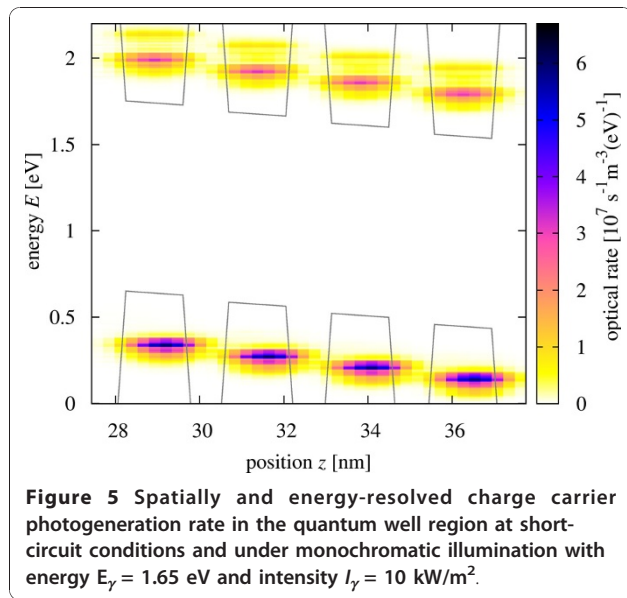 2
1.5
1
0.5
0
energy E [eV]
28
30
32
34
36
position z [nm]
6
5
4
3
2
1
0
optical rate [10⁷ s⁻¹m⁻³(eV)⁻¹]
Figure 5 Spatially and energy-resolved charge carrier
photogeneration rate in the quantum well region at short-
circuit conditions and under monochromatic illumination with
energy Eᵧ = 1.65 eV and intensity Iᵧ = 10 kW/m².